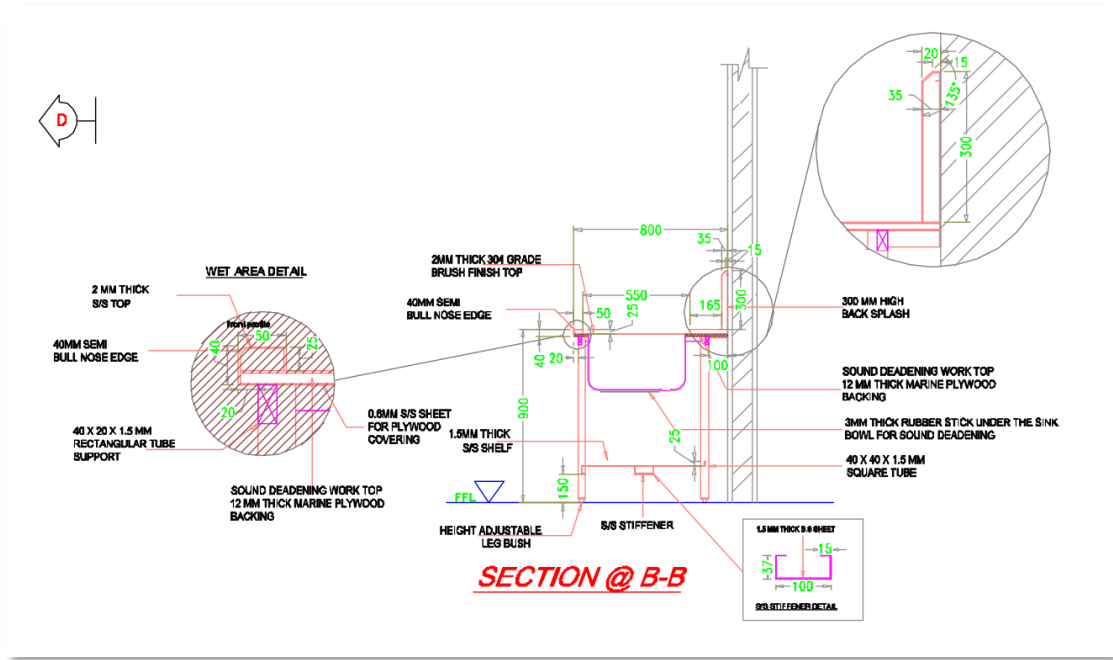 D
20
15
35
135°
300
800
35
15
2MM THICK 304 GRADE
BRUSH FINISH TOP
WET AREA DETAIL
2 MM THICK
S/S TOP
40MM SEMI
BULL NOSE EDGE
550
50
25
165
300
300 MM HIGH
BACK SPLASH
Front profile
50
40
25
20
40MM SEMI
BULL NOSE EDGE
40
20
100
900
SOUND DEADENING WORK TOP
12 MM THICK MARINE PLYWOOD
BACKING
0.6MM S/S SHEET
FOR PLYWOOD
COVERING
3MM THICK RUBBER STICK UNDER THE SINK
BOWL FOR SOUND DEADENING
40 X 20 X 1.5 MM
RECTANGULAR TUBE
SUPPORT
1.5MM THICK
S/S SHELF
25
40 X 40 X 1.5 MM
SQUARE TUBE
150
SOUND DEADENING WORK TOP
12 MM THICK MARINE PLYWOOD
BACKING
FFL
HEIGHT ADJUSTABLE
LEG BUSH
S/S STIFFENER
1.5 MM THICK S.S SHEET
15
37
100
S/S STIFFENER DETAIL
SECTION @ B-B